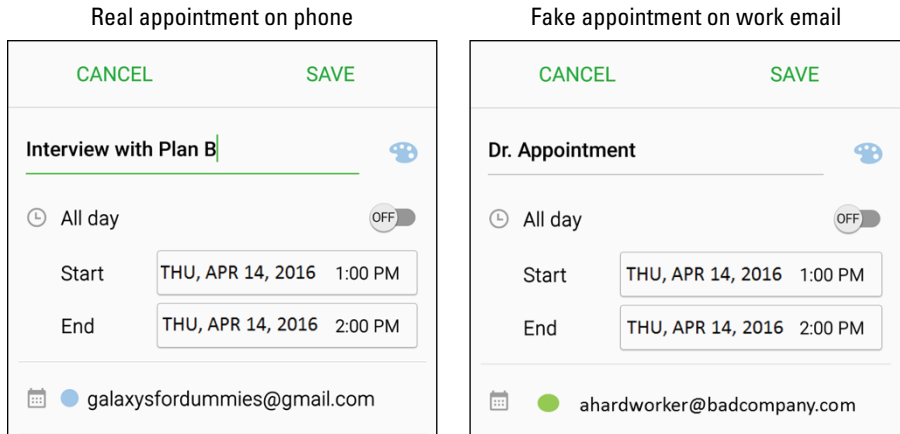 Real appointment on phone
CANCEL SAVE
Interview with Plan B
All day OFF
Start THU, APR 14, 2016 1:00 PM
End THU, APR 14, 2016 2:00 PM
galaxysfordummies@gmail.com
Fake appointment on work email
CANCEL SAVE
Dr. Appointment
All day OFF
Start THU, APR 14, 2016 1:00 PM
End THU, APR 14, 2016 2:00 PM
ahardworker@badcompany.com